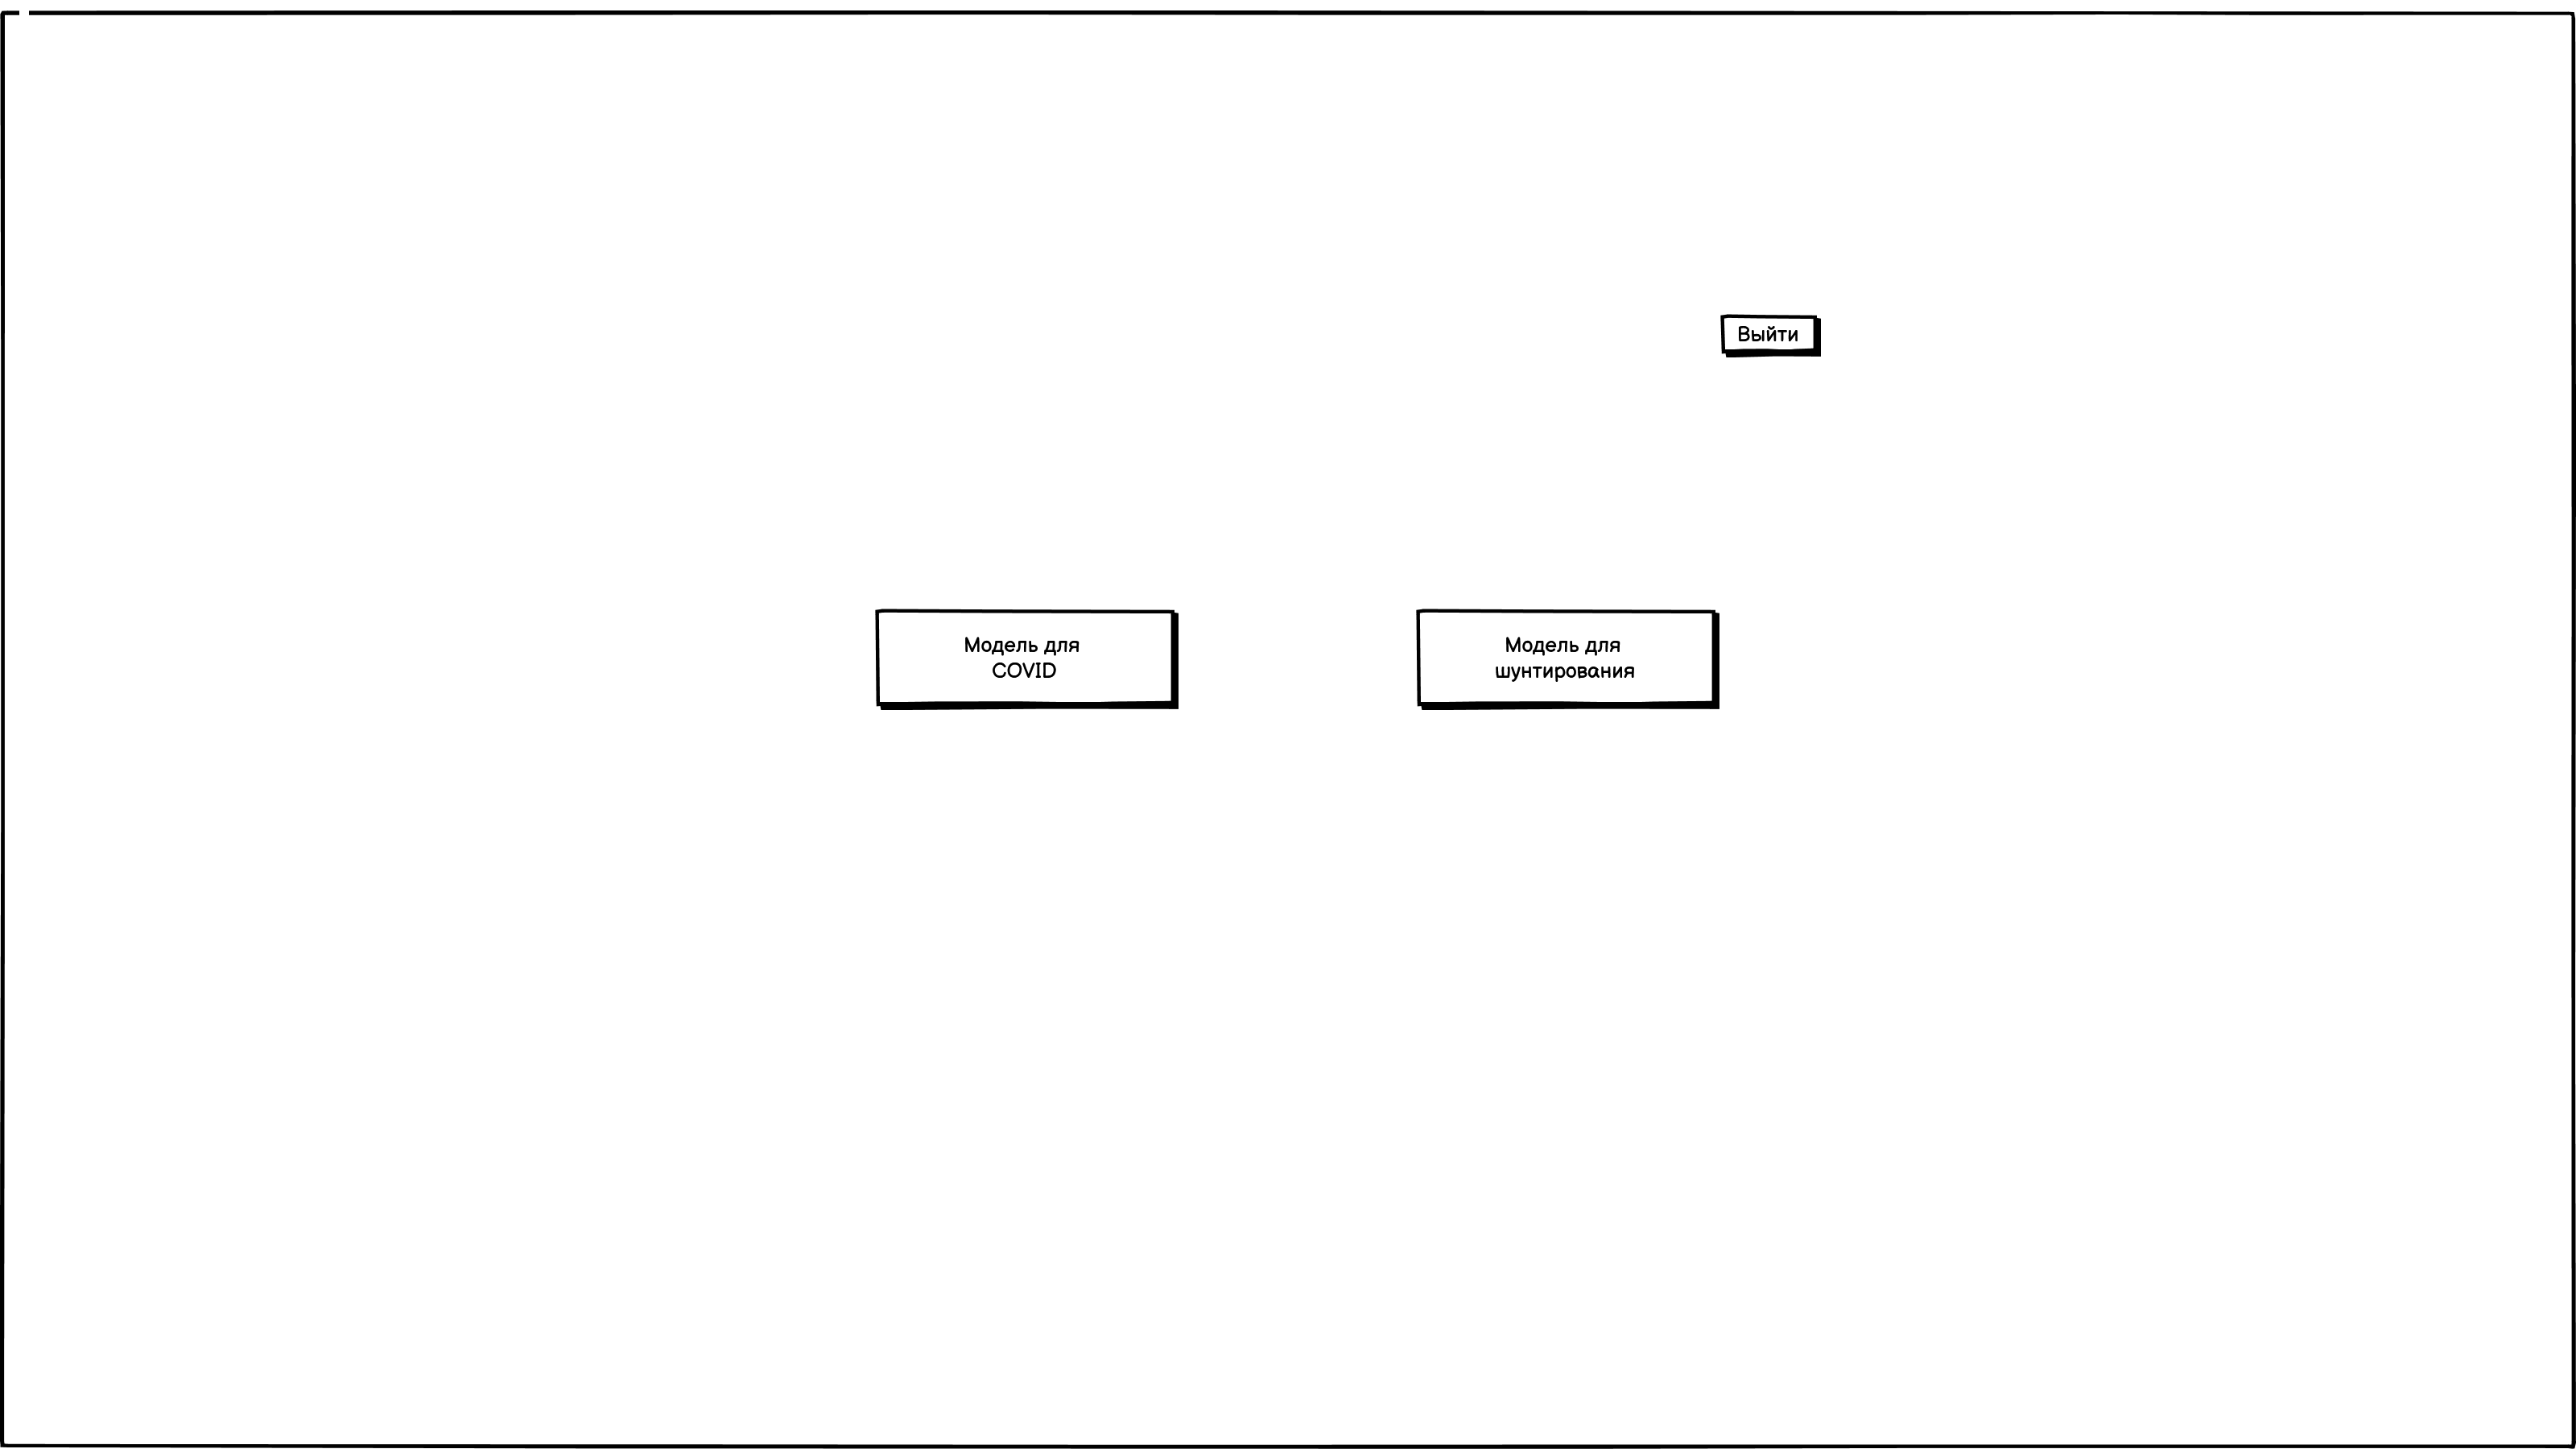 Выйти
Модель для
COVID
Модель для
шунтирования